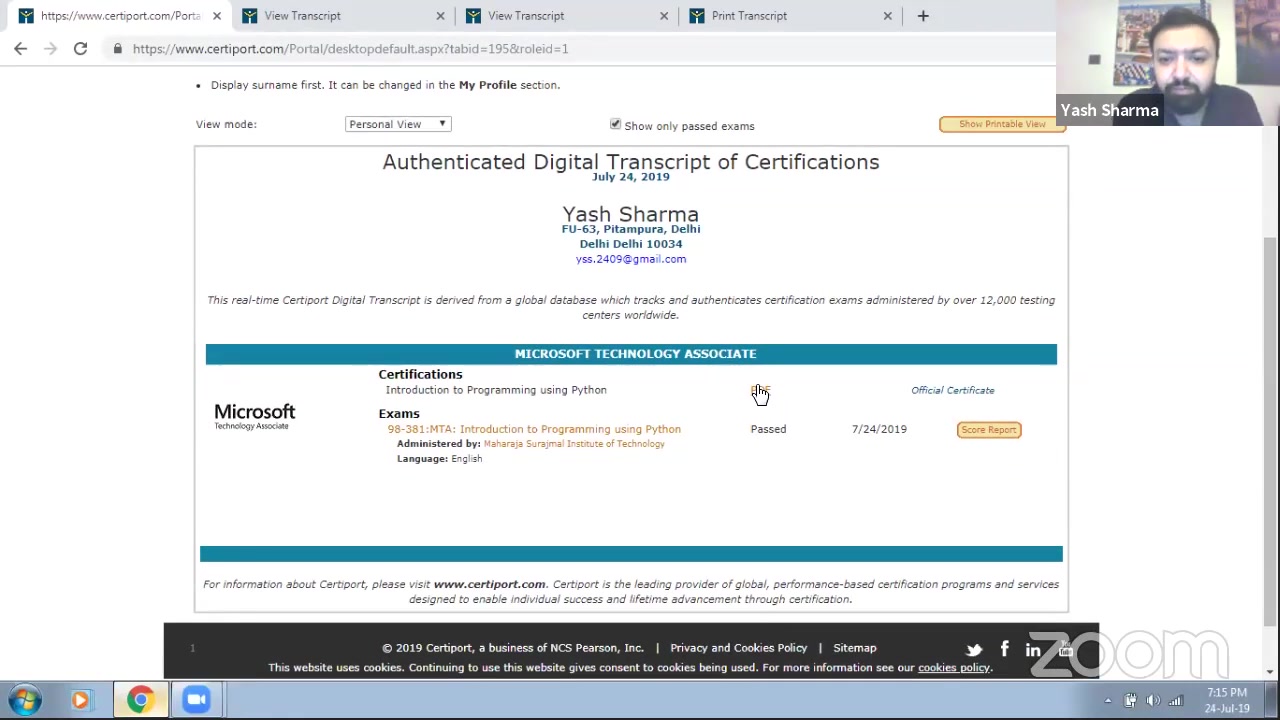 https://www.certiport.com/Porta
View Transcript
View Transcript
Print Transcript
https://www.certiport.com/Portal/desktopdefault.aspx?tabid=195&roleid=1
Yash Sharma
Display surname first. It can be changed in the My Profile section.
View mode: Personal View Show only passed exams Show Printable View
Authenticated Digital Transcript of Certifications
July 24, 2019
Yash Sharma
FU-63, Pitampura, Delhi
Delhi Delhi 10034
yss.2409@gmail.com
This real-time Certiport Digital Transcript is derived from a global database which tracks and authenticates certification exams administered by over 12,000 testing
centers worldwide.
MICROSOFT TECHNOLOGY ASSOCIATE
Microsoft
Technology Associate
Certifications
Introduction to Programming using Python Official Certificate
Exams
98-381:MTA: Introduction to Programming using Python Passed 7/24/2019 Score Report
Administered by: Maharaja Surajmal Institute of Technology
Language: English
For information about Certiport, please visit www.certiport.com. Certiport is the leading provider of global, performance-based certification programs and services
designed to enable individual success and lifetime advancement through certification.
1 © 2019 Certiport, a business of NCS Pearson, Inc. | Privacy and Cookies Policy | Sitemap
This website uses cookies. Continuing to use this website gives consent to cookies being used. For more information see our cookies policy.
zoom
7:15 PM
24-Jul-19